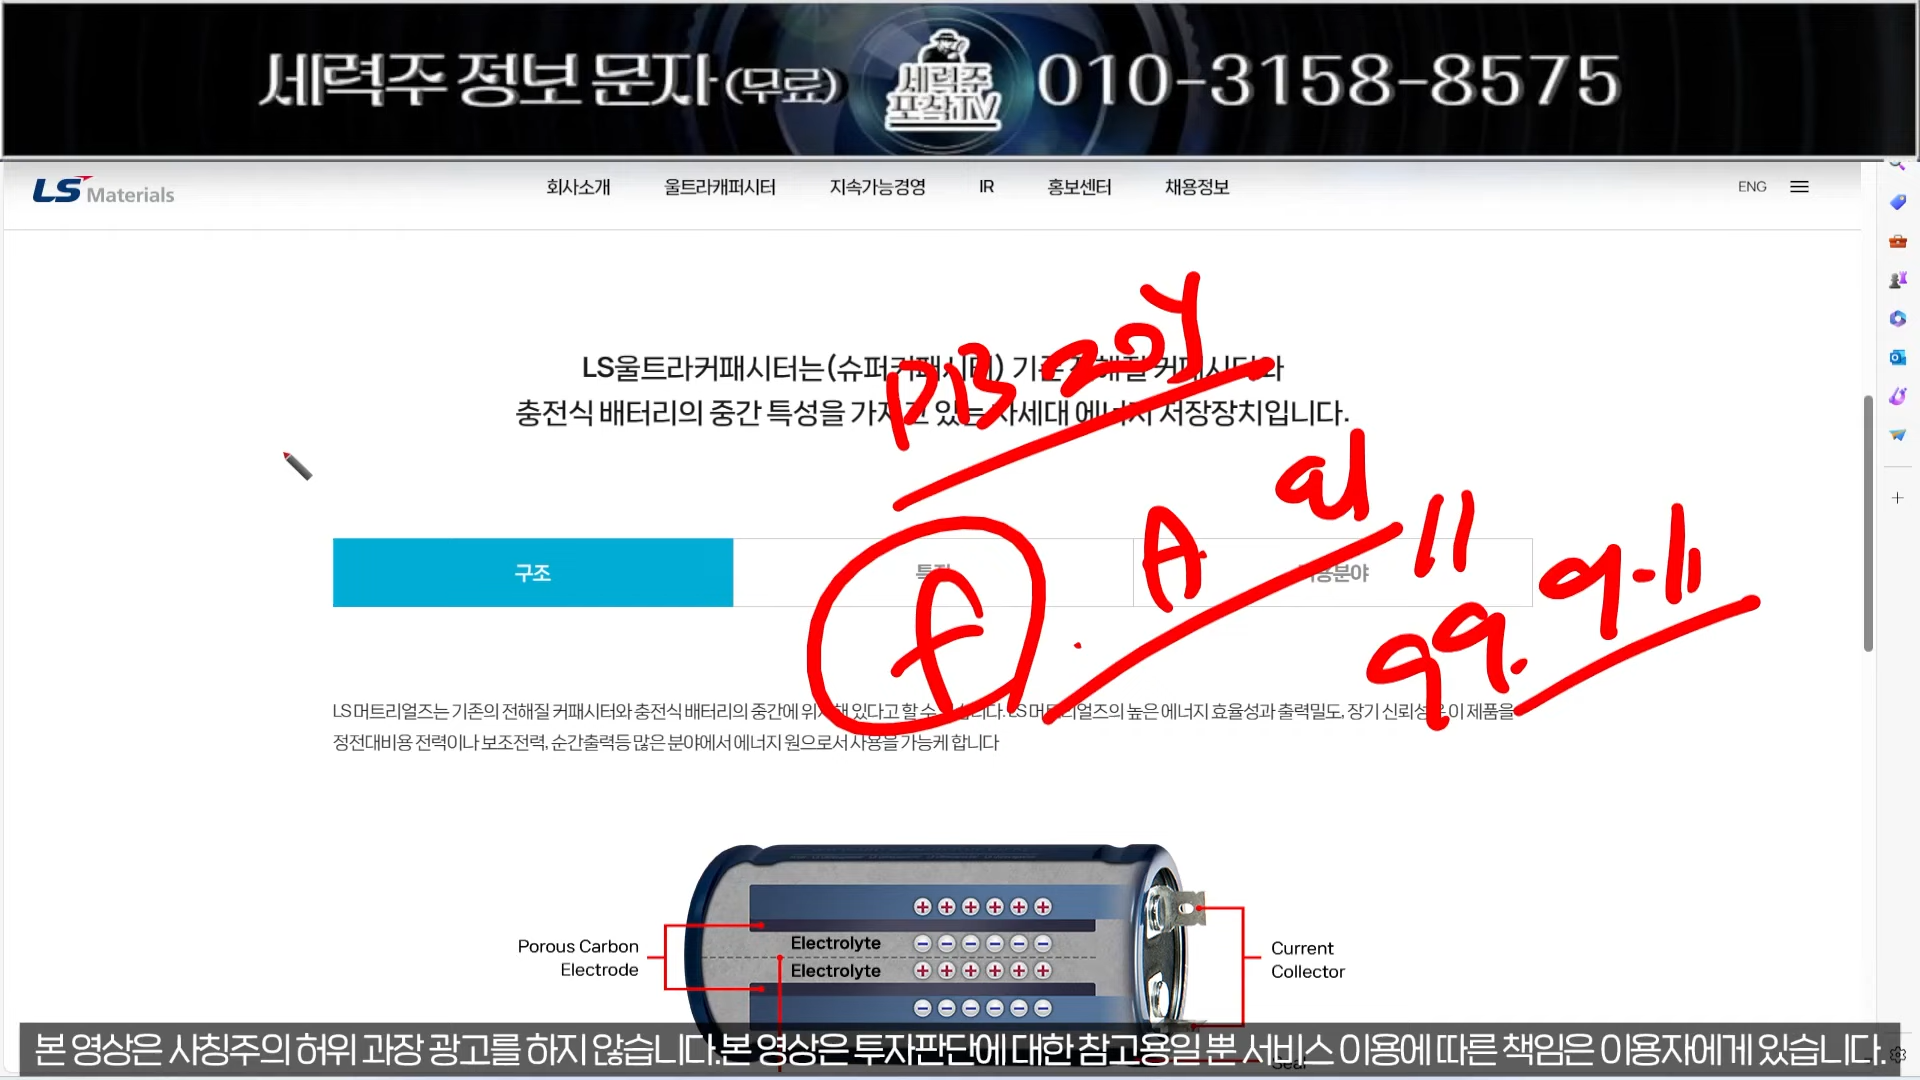 세력주 정보 문자 (무료) 세력주 포착TV 010-3158-8575
LS Materials 회사소개 울트라캐퍼시터 지속가능경영 IR 홍보센터 채용정보 ENG
PB 20Y
LS울트라커패시터는(슈퍼커패시터) 기존 전해질 커패시터와
충전식 배터리의 중간 특성을 가지고 있는 차세대 에너지 저장장치입니다.
구조 특징 사용분야
f A al
99.9-11
LS 머트리얼즈는 기존의 전해질 커패시터와 충전식 배터리의 중간에 위치해 있다고 할 수 있습니다. LS 머트리얼즈의 높은 에너지 효율성과 출력밀도, 장기 신뢰성은 이 제품을
정전대비용 전력이나 보조전력, 순간출력등 많은 분야에서 에너지 원으로서 사용을 가능케 합니다
Porous Carbon
Electrode
Electrolyte
Electrolyte
Current
Collector
Seal
본 영상은 사칭주의 허위 과장 광고를 하지 않습니다.본 영상은 투자판단에 대한 참고용일 뿐 서비스 이용에 따른 책임은 이용자에게 있습니다.